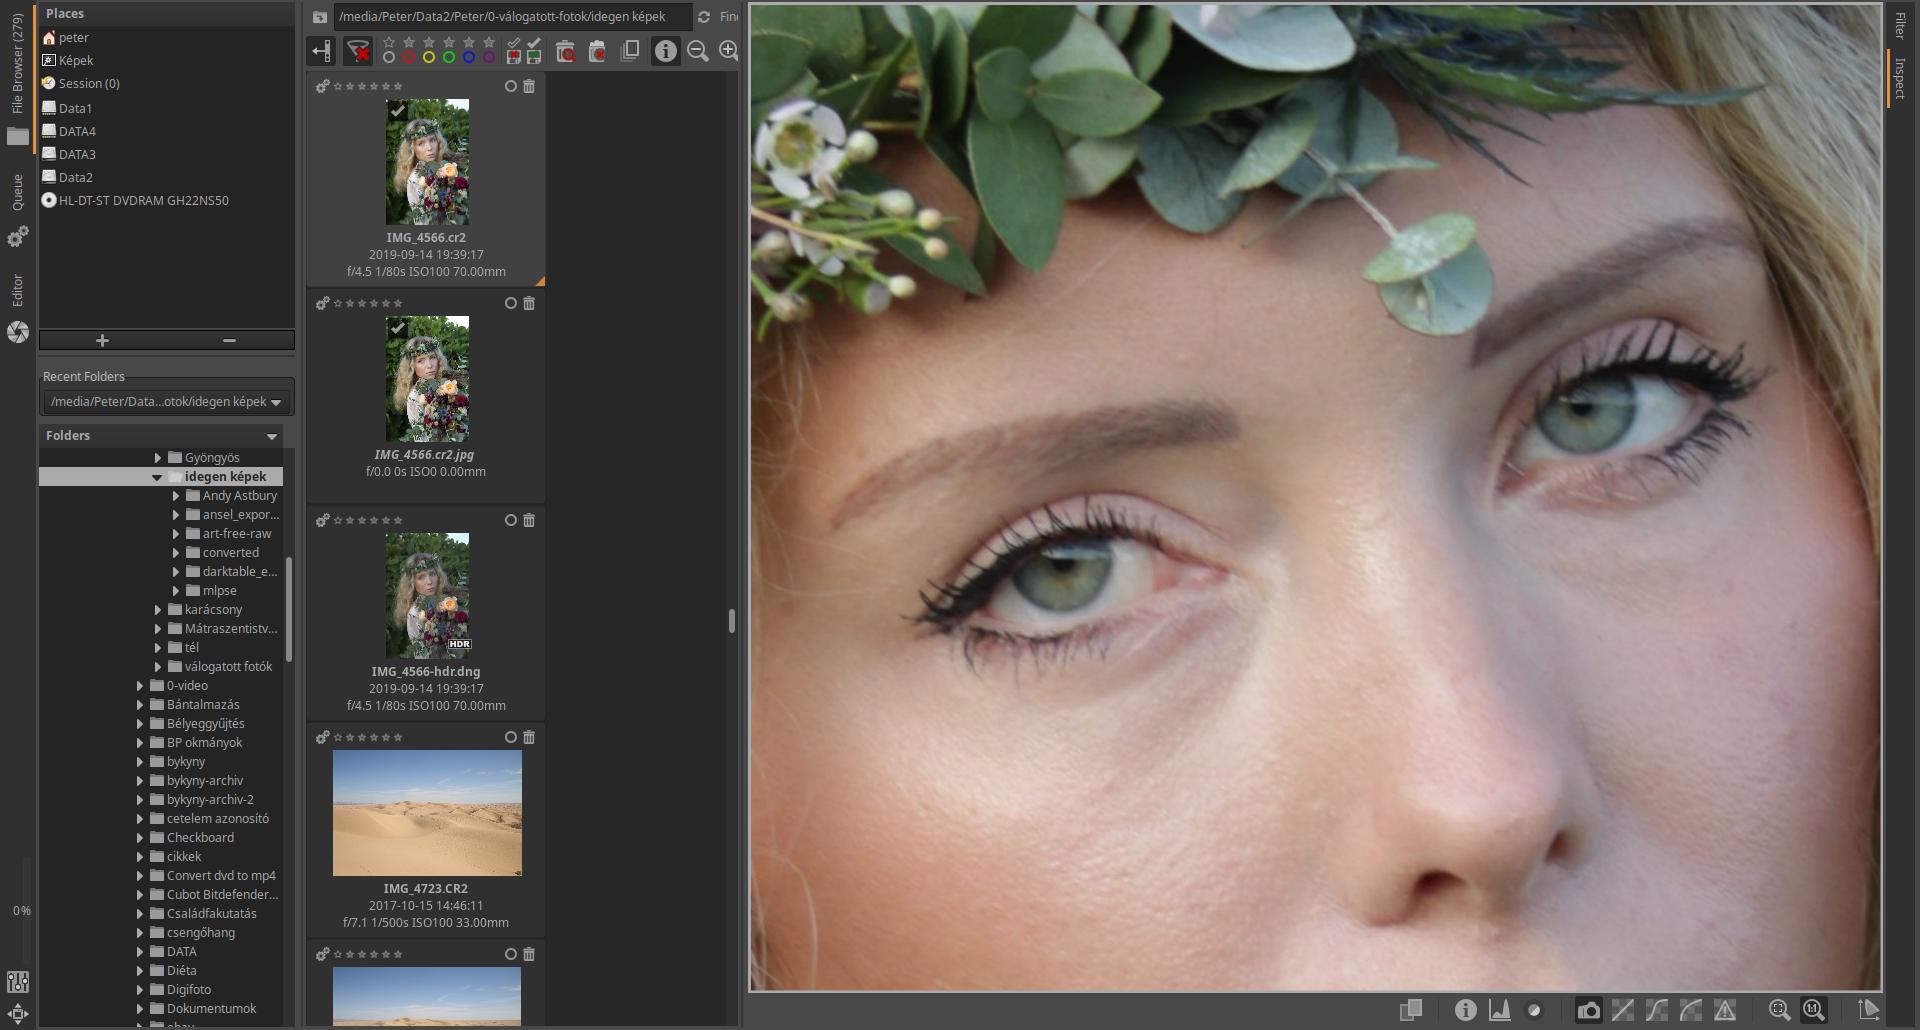 File Browser (279)
Queue
Editor
0%
Places
peter
Képek
Session (0)
Data1
DATA4
DATA3
Data2
HL-DT-ST DVDRAM GH22NS50
Recent Folders
/media/Peter/Data...otok/idegen képek
Folders
Gyöngyös
idegen képek
Andy Astbury
ansel_expor...
art-free-raw
converted
darktable_e...
mlpse
karácsony
Mátraszentistv...
tél
válogatott fotók
0-video
Bántalmazás
Bélyeggyűjtés
BP okmányok
bykyny
bykyny-archiv
bykyny-archiv-2
cetelem azonosító
Checkboard
cikkek
Convert dvd to mp4
Cubot Bitdefender...
Családfakutatás
csengőhang
DATA
Diéta
Digifoto
Dokumentumok
/media/Peter/Data2/Peter/0-válogatott-fotok/idegen képek
IMG_4566.cr2
2019-09-14 19:39:17
f/4.5 1/80s ISO100 70.00mm
IMG_4566.cr2.jpg
f/0.0 0s ISO0 0.00mm
HDR
IMG_4566-hdr.dng
2019-09-14 19:39:17
f/4.5 1/80s ISO100 70.00mm
IMG_4723.CR2
2017-10-15 14:46:11
f/7.1 1/500s ISO100 33.00mm
1:1
Filter
Inspect